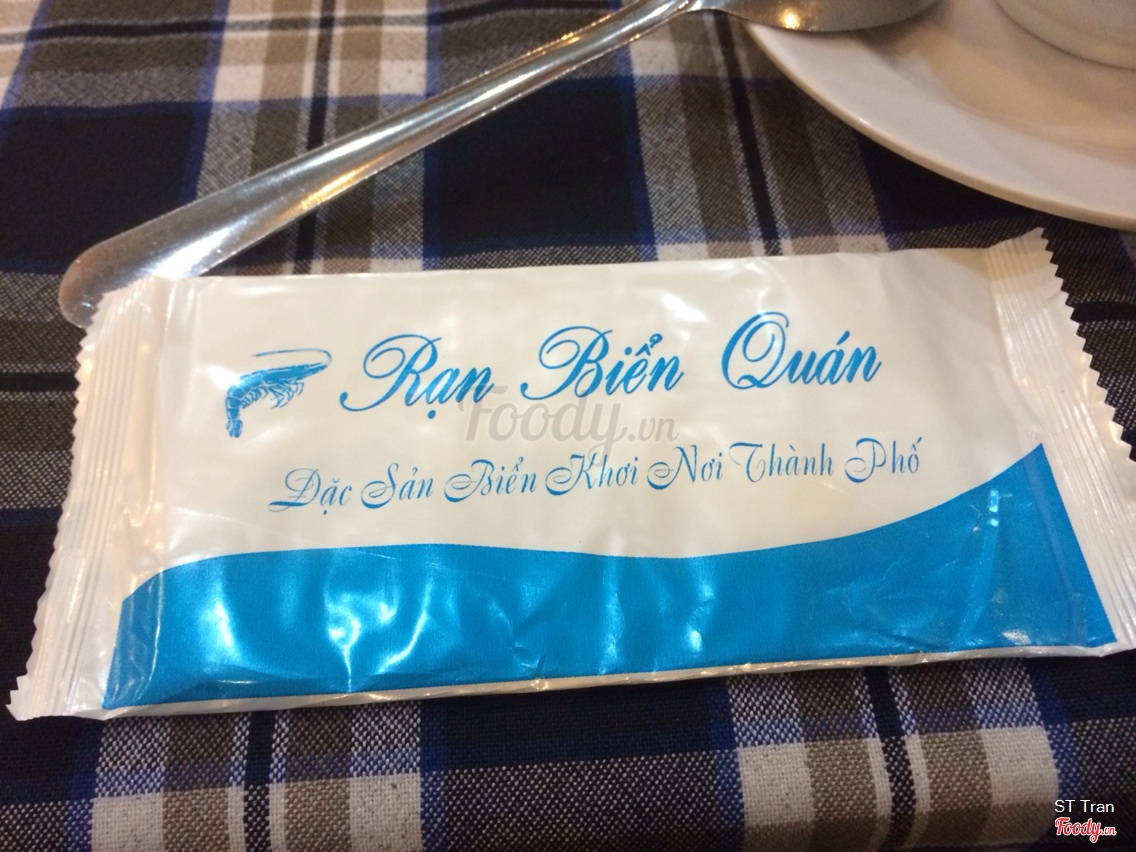 Rạn Biển Quán
Foody.vn
Đặc Sản Biển Khơi Nơi Thành Phố
ST Tran
Foody.vn